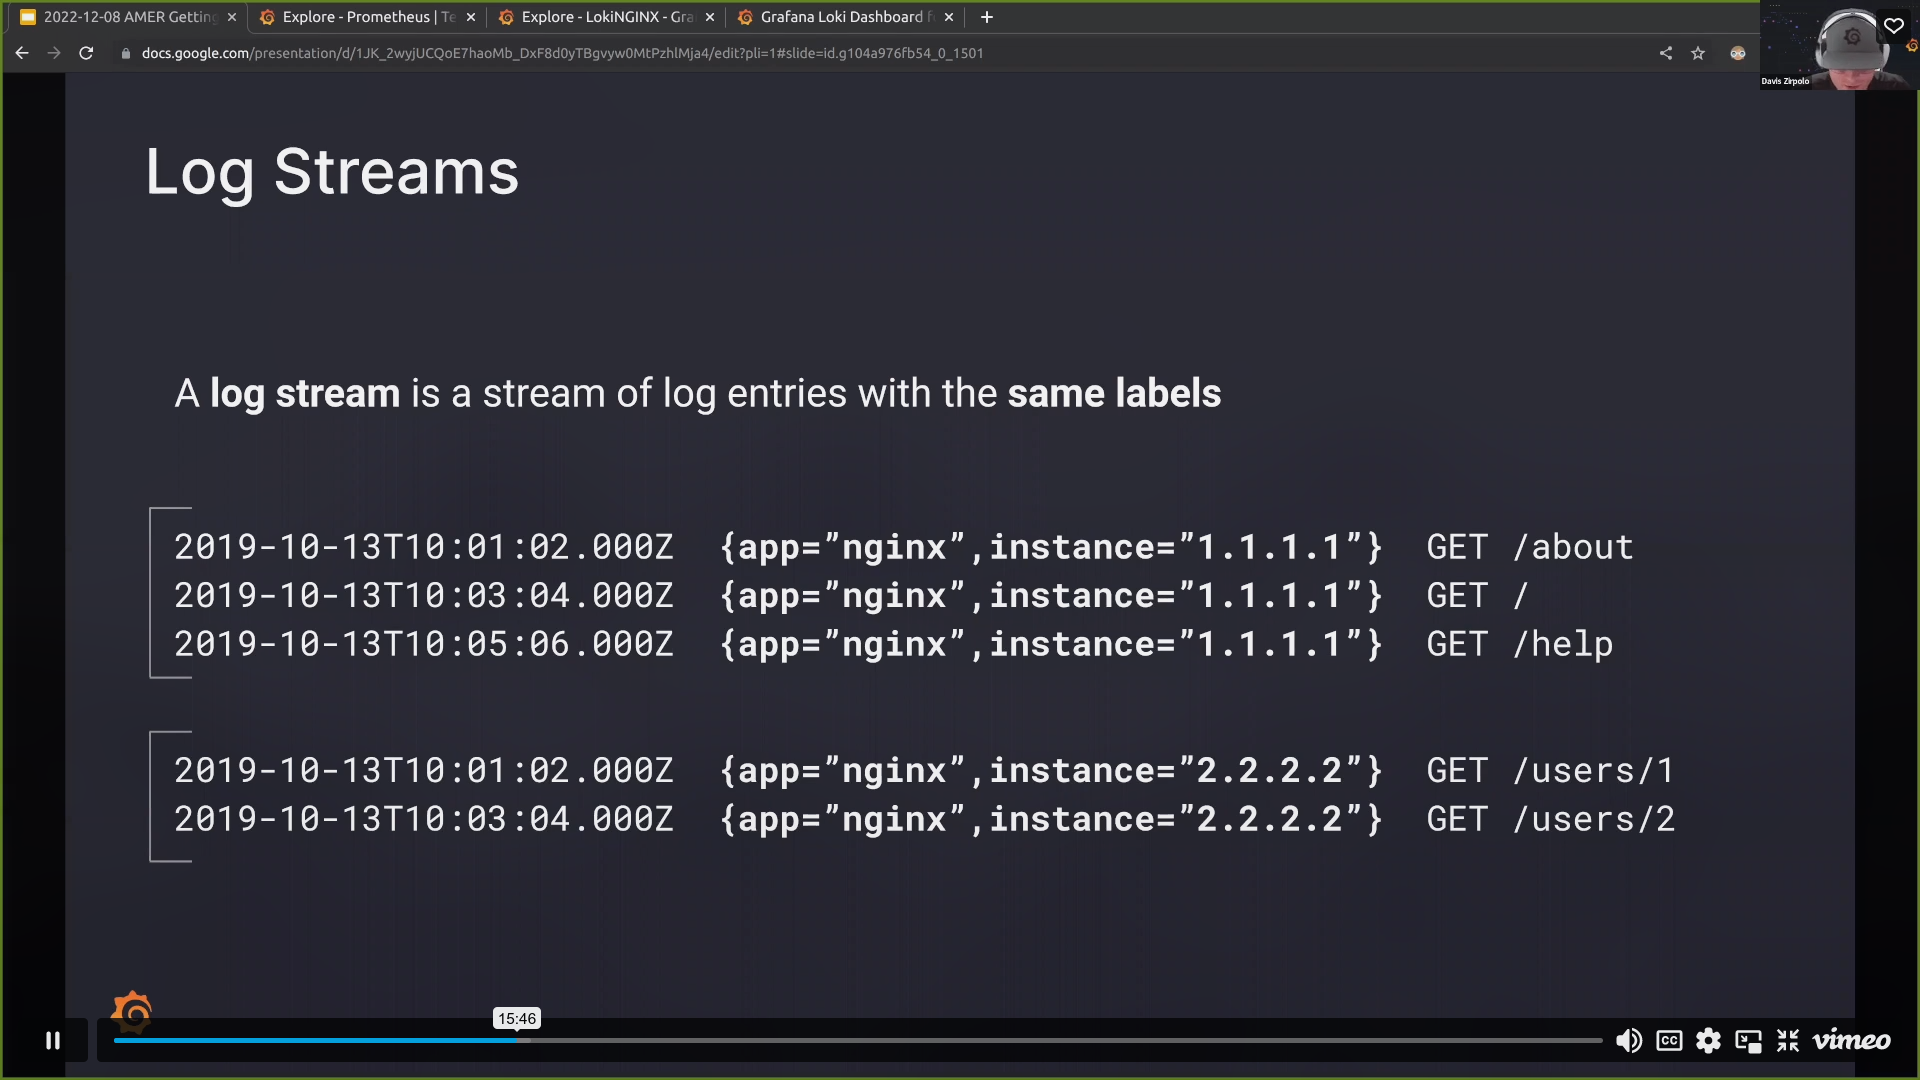 2022-12-08 AMER Getting
Explore - Prometheus | Te
Explore - LokiNGINX - Gra
Grafana Loki Dashboard f
docs.google.com/presentation/d/1JK_2wyjUCQoE7haoMb_DxF8d0yTBgvyw0MtPzhlMja4/edit?pli=1#slide=id.g104a976fb54_0_1501
Davis Zirpolo
Log Streams
A log stream is a stream of log entries with the same labels
2019-10-13T10:01:02.000Z {app=”nginx”,instance=”1.1.1.1”} GET /about
2019-10-13T10:03:04.000Z {app=”nginx”,instance=”1.1.1.1”} GET /
2019-10-13T10:05:06.000Z {app=”nginx”,instance=”1.1.1.1”} GET /help
2019-10-13T10:01:02.000Z {app=”nginx”,instance=”2.2.2.2”} GET /users/1
2019-10-13T10:03:04.000Z {app=”nginx”,instance=”2.2.2.2”} GET /users/2
15:46
CC
vimeo